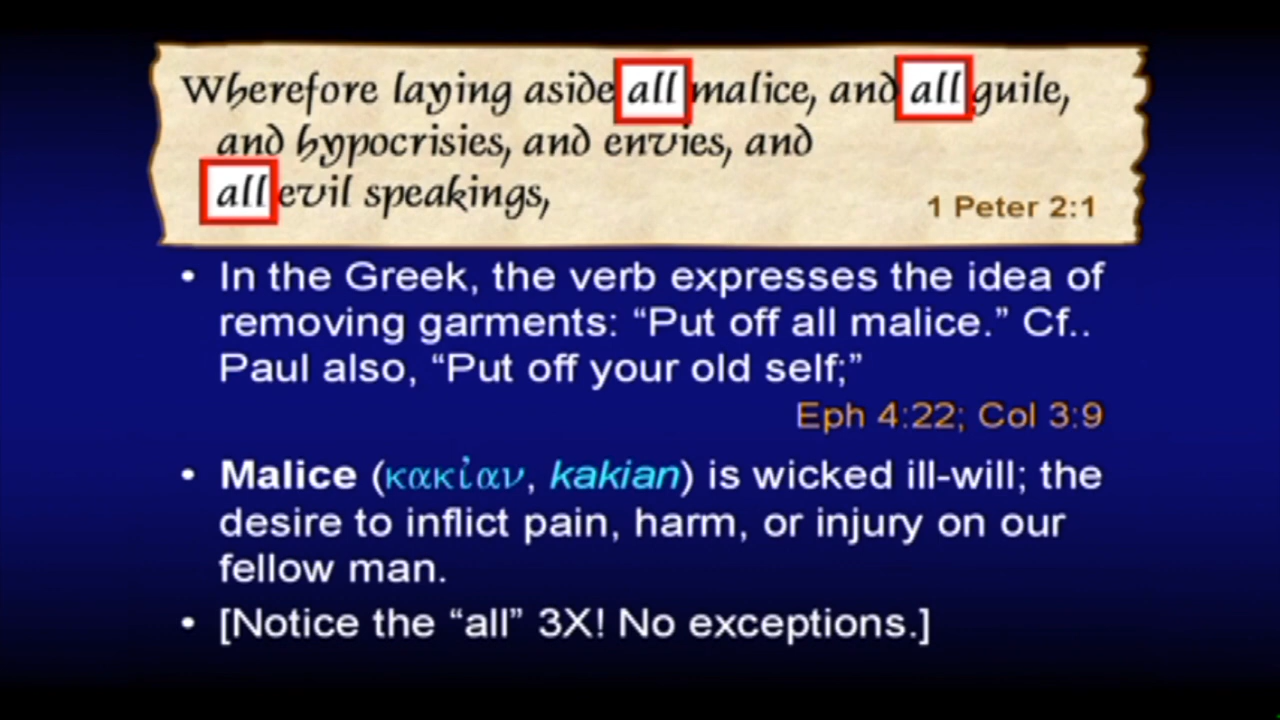 Wherefore laying aside all malice, and all guile,
and hypocrisies, and envies, and
all evil speakings,
1 Peter 2:1
• In the Greek, the verb expresses the idea of
removing garments: “Put off all malice.” Cf..
Paul also, “Put off your old self;”
Eph 4:22; Col 3:9
• Malice (κακίαν, kakian) is wicked ill-will; the
desire to inflict pain, harm, or injury on our
fellow man.
• [Notice the “all” 3X! No exceptions.]